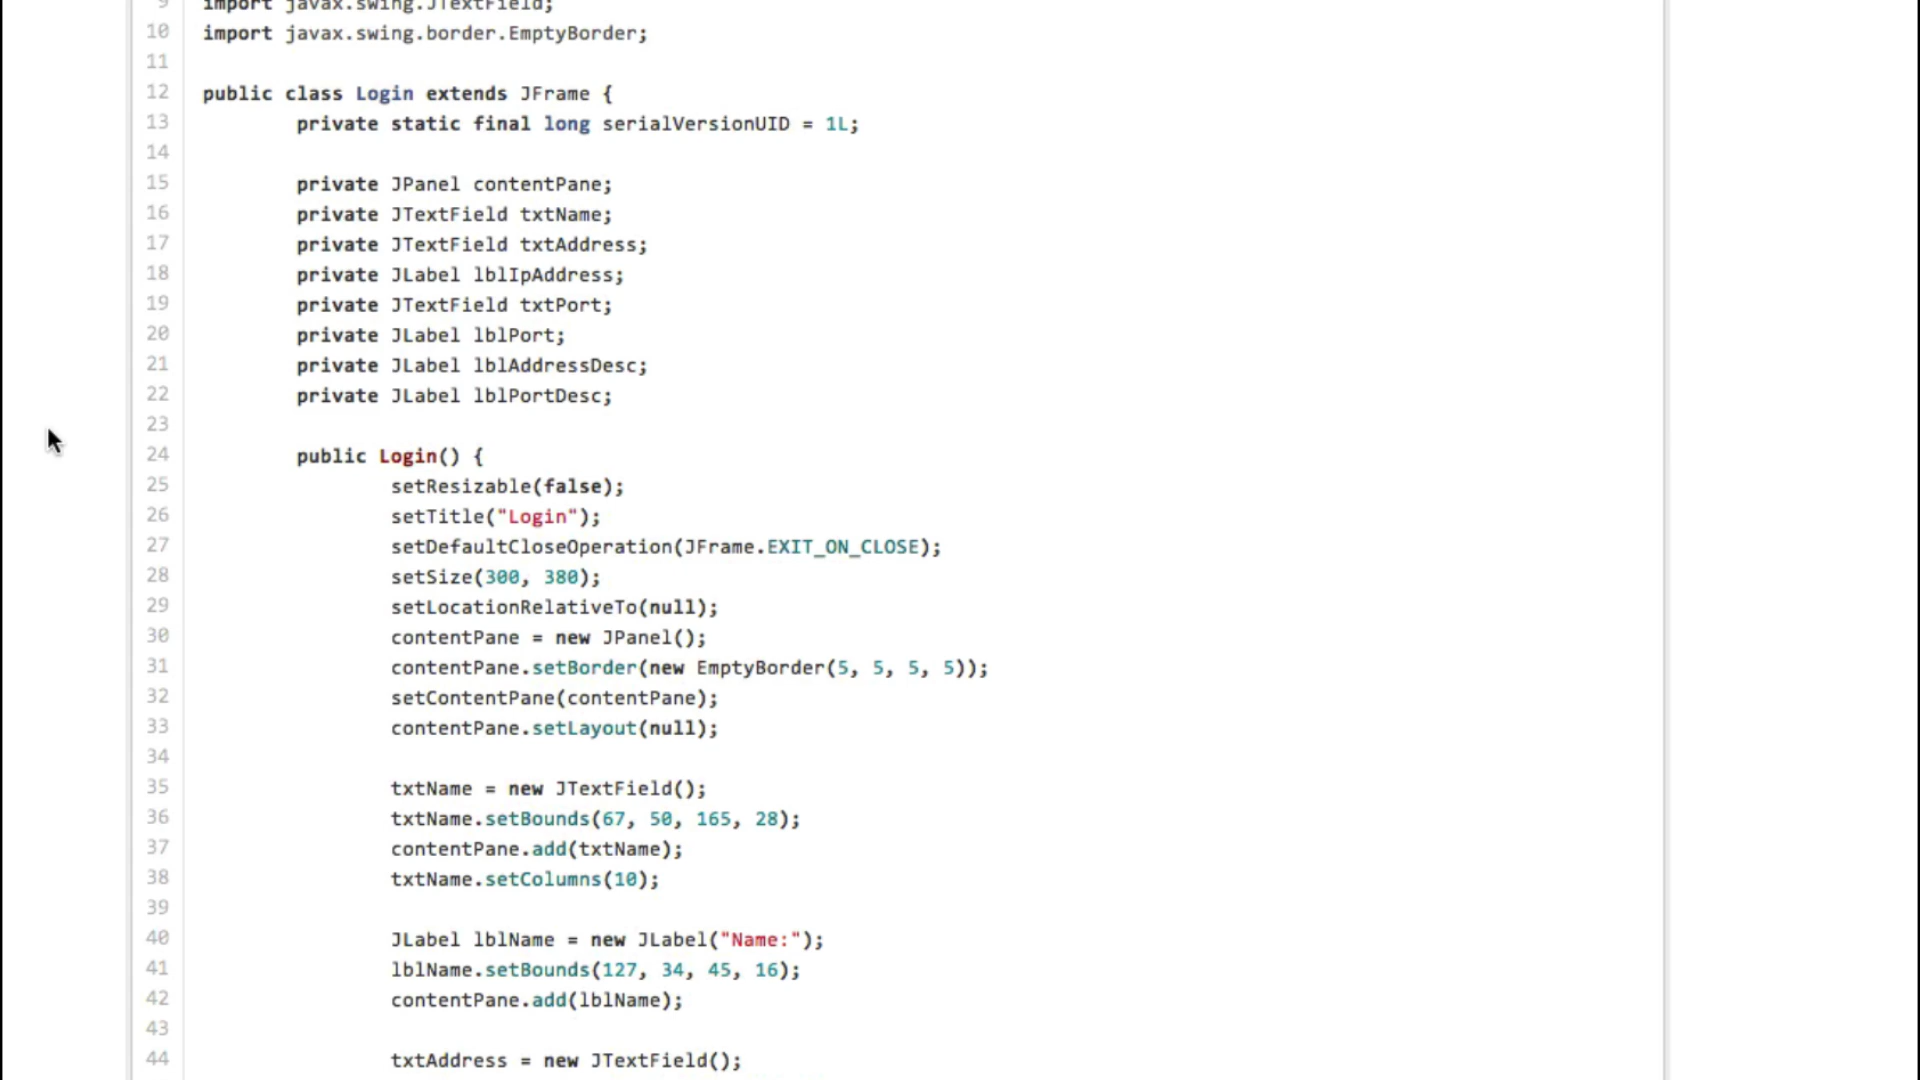 9 import javax.swing.JTextField;
10 import javax.swing.border.EmptyBorder;
11
12 public class Login extends JFrame {
13 private static final long serialVersionUID = 1L;
14
15 private JPanel contentPane;
16 private JTextField txtName;
17 private JTextField txtAddress;
18 private JLabel lblIpAddress;
19 private JTextField txtPort;
20 private JLabel lblPort;
21 private JLabel lblAddressDesc;
22 private JLabel lblPortDesc;
23
24 public Login() {
25 setResizable(false);
26 setTitle("Login");
27 setDefaultCloseOperation(JFrame.EXIT_ON_CLOSE);
28 setSize(300, 380);
29 setLocationRelativeTo(null);
30 contentPane = new JPanel();
31 contentPane.setBorder(new EmptyBorder(5, 5, 5, 5));
32 setContentPane(contentPane);
33 contentPane.setLayout(null);
34
35 txtName = new JTextField();
36 txtName.setBounds(67, 50, 165, 28);
37 contentPane.add(txtName);
38 txtName.setColumns(10);
39
40 JLabel lblName = new JLabel("Name:");
41 lblName.setBounds(127, 34, 45, 16);
42 contentPane.add(lblName);
43
44 txtAddress = new JTextField();